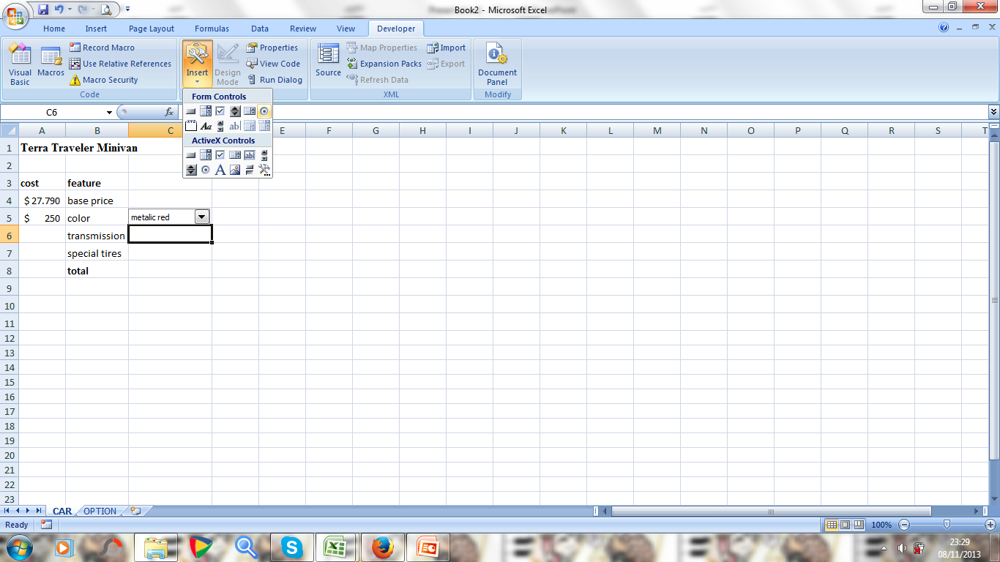 Book2 - Microsoft Excel
Home Insert Page Layout Formulas Data Review View Developer
Visual Basic
Macros
Record Macro
Use Relative References
Macro Security
Code
Insert
Design Mode
Properties
View Code
Run Dialog
Source
Map Properties
Expansion Packs
Refresh Data
Import
Export
XML
Document Panel
Modify
Form Controls
XYZ Aa ab|
ActiveX Controls
ab| A
C6 fx
A B C E F G H I J K L M N O P Q R S T
1 Terra Traveler Minivan
2
3 cost feature
4 $ 27.790 base price
5 $ 250 color metalic red
6 transmission
7 special tires
8 total
9
10
11
12
13
14
15
16
17
18
19
20
21
22
23
CAR OPTION
Ready 100%
23:29
08/11/2013